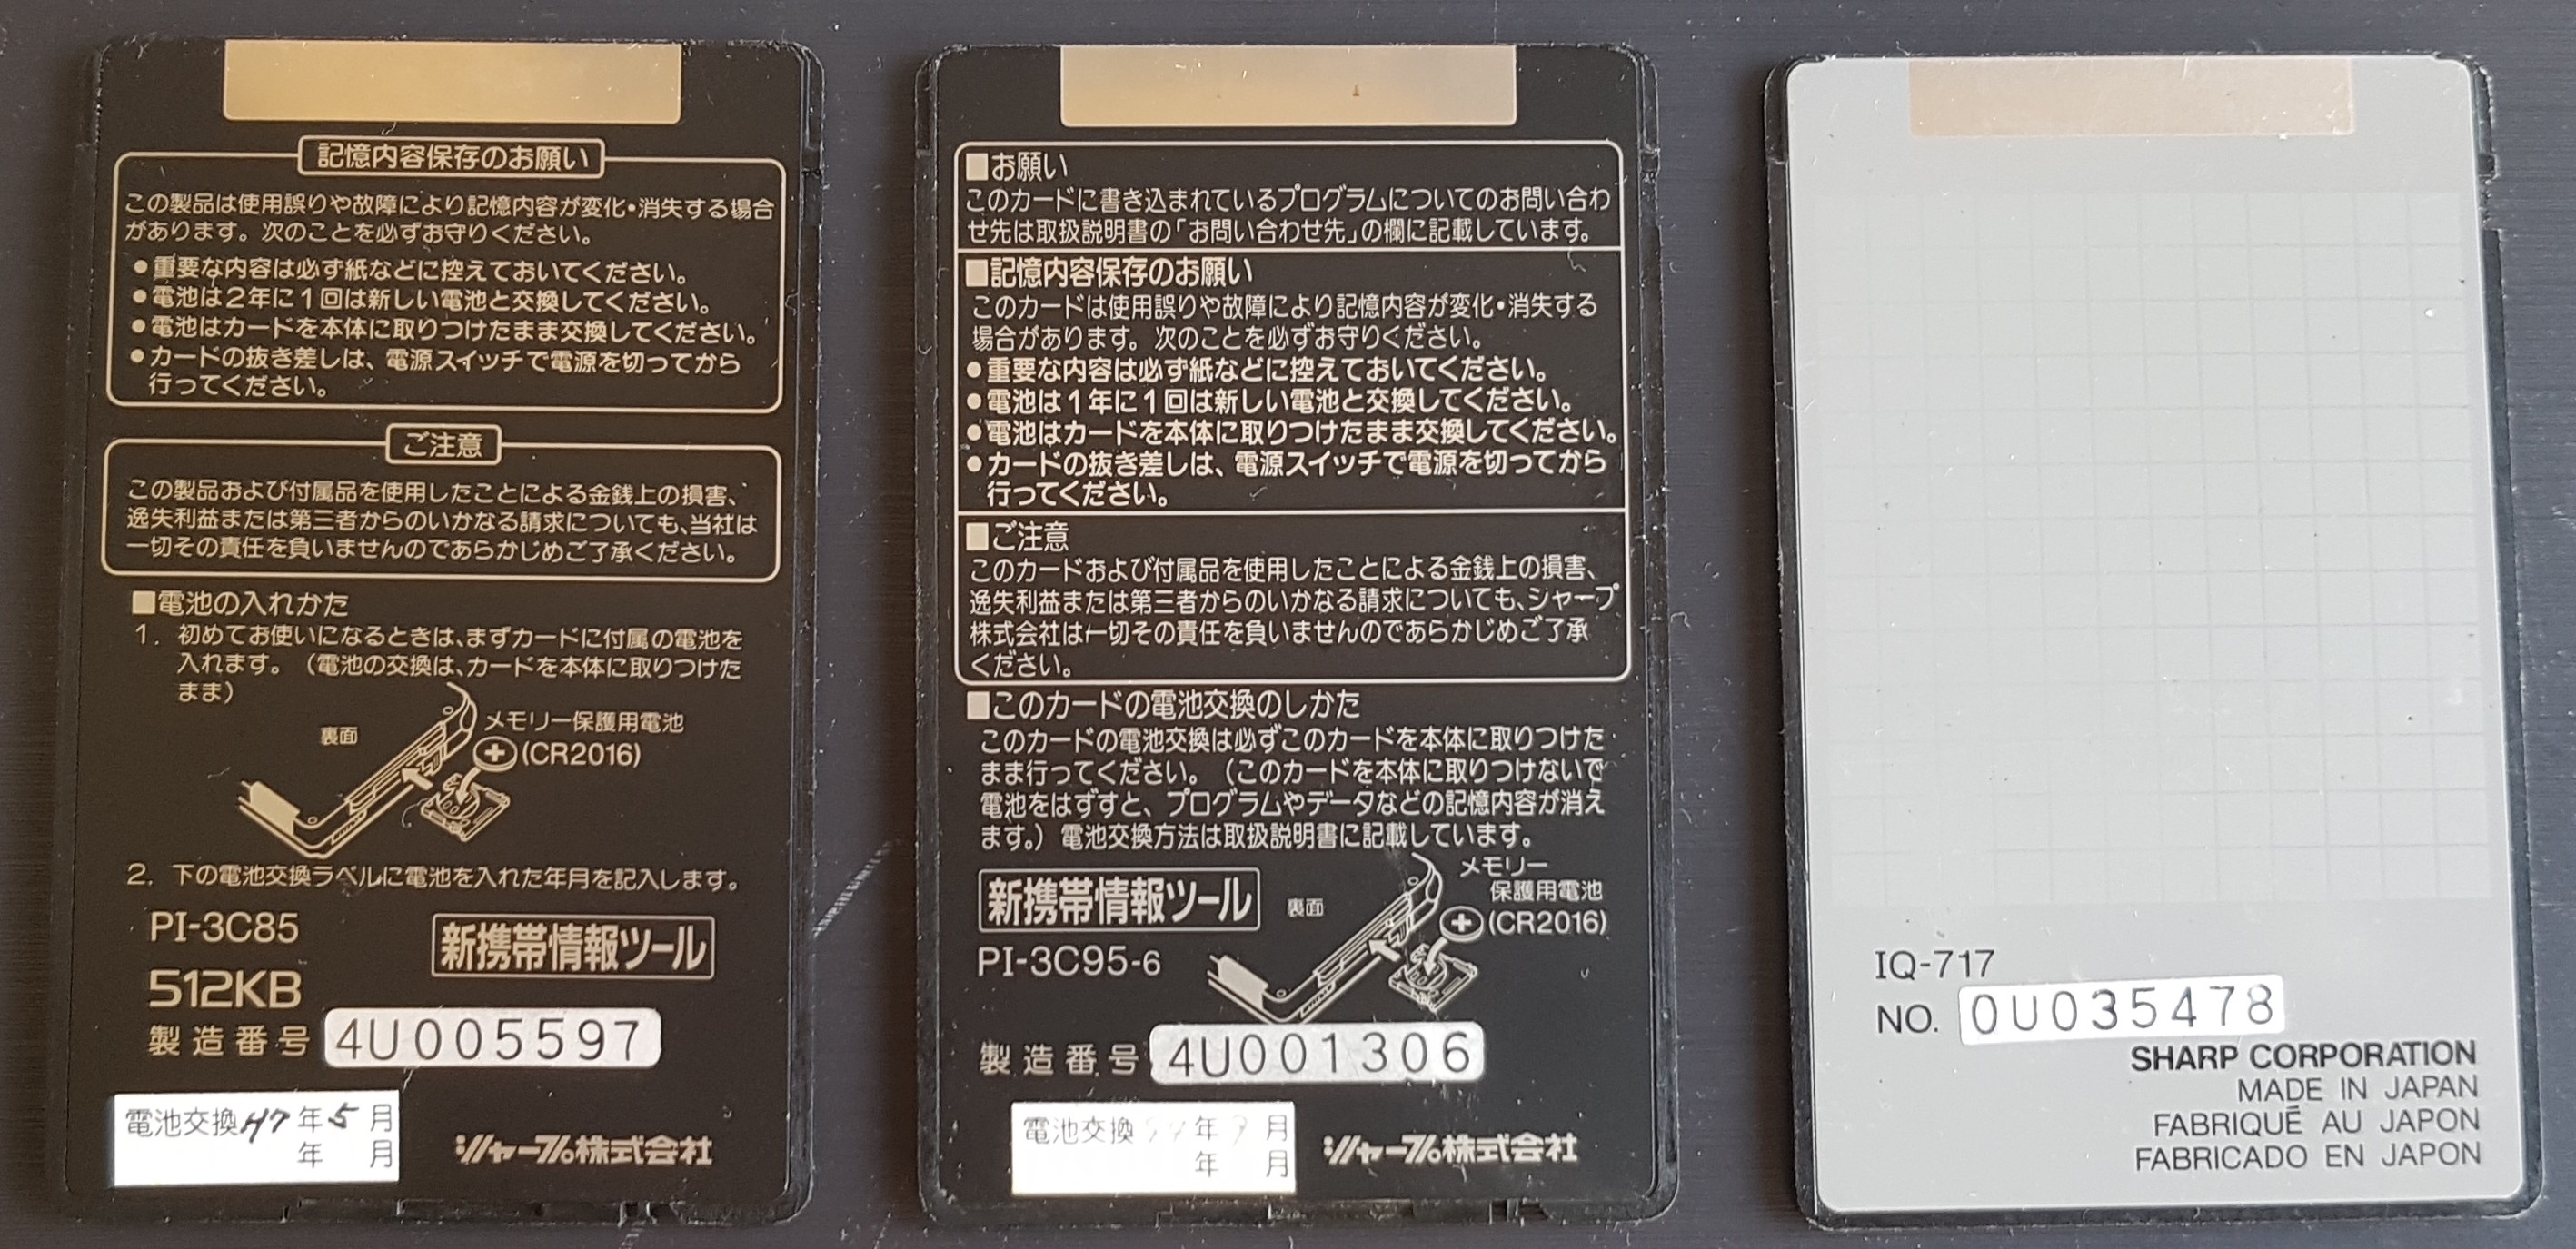 記憶内容保存のお願い
この製品は使用誤りや故障により記憶内容が変化・消失する場合
があります。次のことを必ずお守りください。
●重要な内容は必ず紙などに控えておいてください。
●電池は2年に1回は新しい電池と交換してください。
●電池はカードを本体に取りつけたまま交換してください。
●カードの抜き差しは、電源スイッチで電源を切ってから
行ってください。
ご注意
この製品および付属品を使用したことによる金銭上の損害、
逸失利益または第三者からのいかなる請求についても、当社は
一切その責任を負いませんのであらかじめご了承ください。
■電池の入れかた
1. 初めてお使いになるときは、まずカードに付属の電池を
入れます。(電池の交換は、カードを本体に取りつけた
まま)
裏面
メモリー保護用電池
(CR2016)
2. 下の電池交換ラベルに電池を入れた年月を記入します。
PI-3C85
新携帯情報ツール
512KB
製造番号 4U005597
電池交換 H7年5月
年 月
シャープ株式会社
■お願い
このカードに書き込まれているプログラムについてのお問い合わ
せ先は取扱説明書の「お問い合わせ先」の欄に記載しています。
■記憶内容保存のお願い
このカードは使用誤りや故障により記憶内容が変化・消失する
場合があります。次のことを必ずお守りください。
●重要な内容は必ず紙などに控えておいてください。
●電池は1年に1回は新しい電池と交換してください。
●電池はカードを本体に取りつけたまま交換してください。
●カードの抜き差しは、電源スイッチで電源を切ってから
行ってください。
■ご注意
このカードおよび付属品を使用したことによる金銭上の損害、
逸失利益または第三者からのいかなる請求についても、シャープ
株式会社は一切その責任を負いませんのであらかじめご了承
ください。
■このカードの電池交換のしかた
このカードの電池交換は必ずこのカードを本体に取りつけた
まま行ってください。(このカードを本体に取りつけないで
電池をはずすと、プログラムやデータなどの記憶内容が消え
ます。)電池交換方法は取扱説明書に記載しています。
新携帯情報ツール
裏面
メモリー
保護用電池
(CR2016)
PI-3C95-6
製造番号 4U001306
電池交換 年 月
年 月
シャープ株式会社
IQ-717
NO. 0U035478
SHARP CORPORATION
MADE IN JAPAN
FABRIQUÉ AU JAPON
FABRICADO EN JAPON